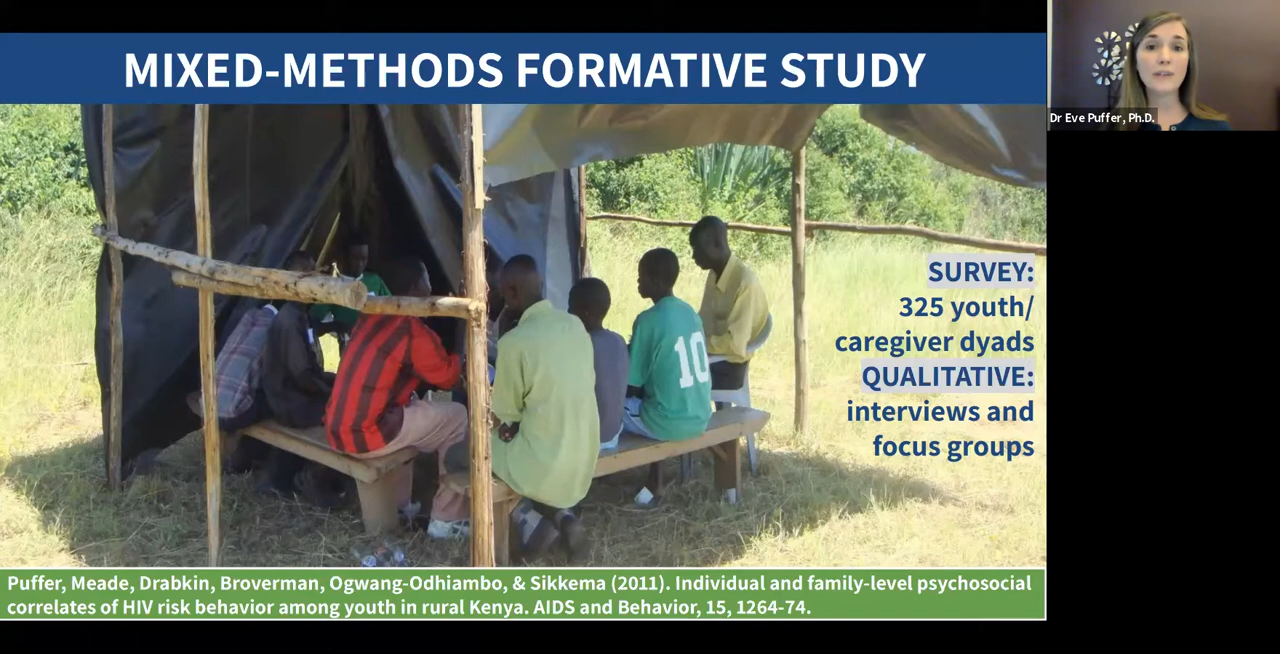 MIXED-METHODS FORMATIVE STUDY
Dr Eve Puffer, Ph.D.
10
SURVEY:
325 youth/
caregiver dyads
QUALITATIVE:
interviews and
focus groups
Puffer, Meade, Drabkin, Broverman, Ogwang-Odhiambo, & Sikkema (2011). Individual and family-level psychosocial
correlates of HIV risk behavior among youth in rural Kenya. AIDS and Behavior, 15, 1264-74.